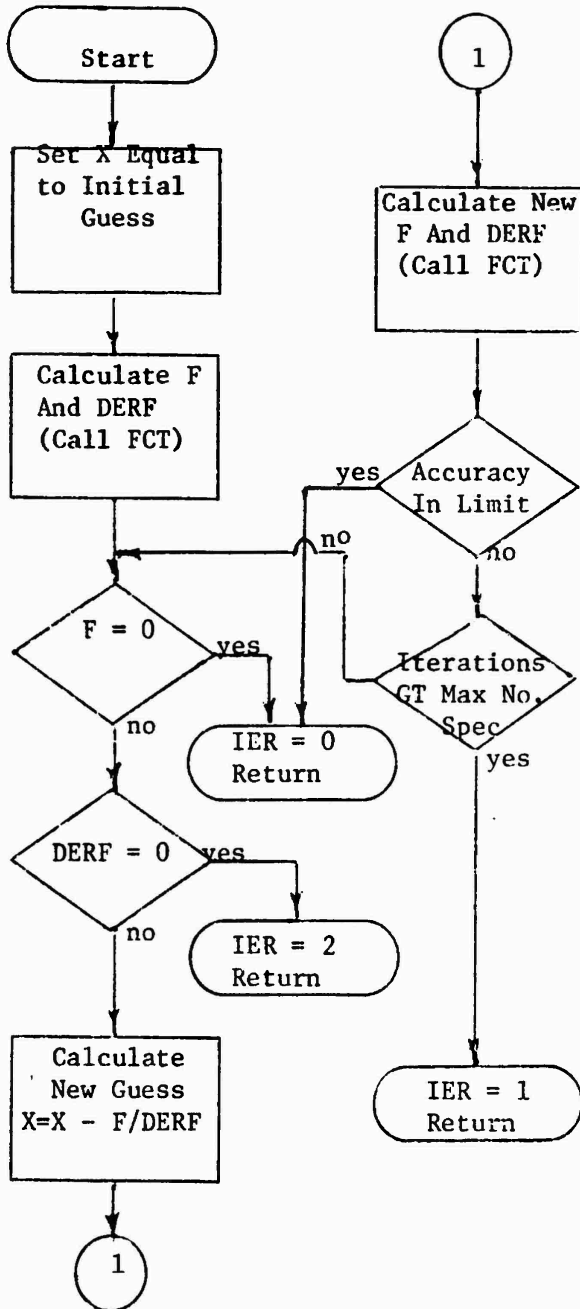 Start
Set X Equal
to Initial
Guess
Calculate F
And DERF
(Call FCT)
F = 0
yes
no
IER = 0
Return
DERF = 0
yes
no
IER = 2
Return
Calculate
New Guess
X=X - F/DERF
1
1
Calculate New
F And DERF
(Call FCT)
yes
Accuracy
In Limit
no
no
Iterations
GT Max No.
Spec
yes
IER = 1
Return